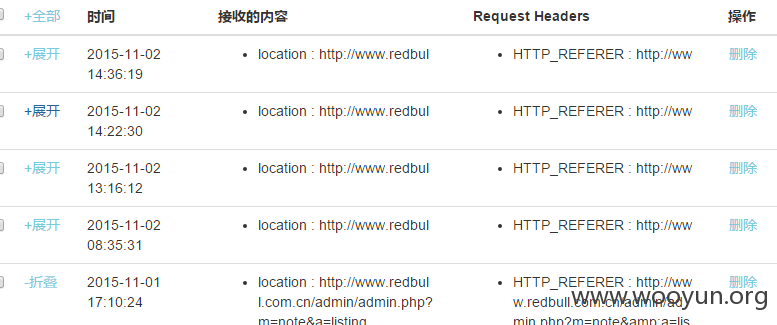 +全部 时间 接收的内容 Request Headers 操作
+展开 2015-11-02 location : http://www.redbul HTTP_REFERER : http://ww 删除
14:36:19
+展开 2015-11-02 location : http://www.redbul HTTP_REFERER : http://ww 删除
14:22:30
+展开 2015-11-02 location : http://www.redbul HTTP_REFERER : http://ww 删除
13:16:12
+展开 2015-11-02 location : http://www.redbul HTTP_REFERER : http://ww 删除
08:35:31
-折叠 2015-11-01 location : http://www.redbul HTTP_REFERER : http://ww 删除
17:10:24 l.com.cn/admin/admin.php? w.redbull.com.cn/admin/ad
m=note&a=listing min.php?m=note&amp;a=lis
www.wooyun.org